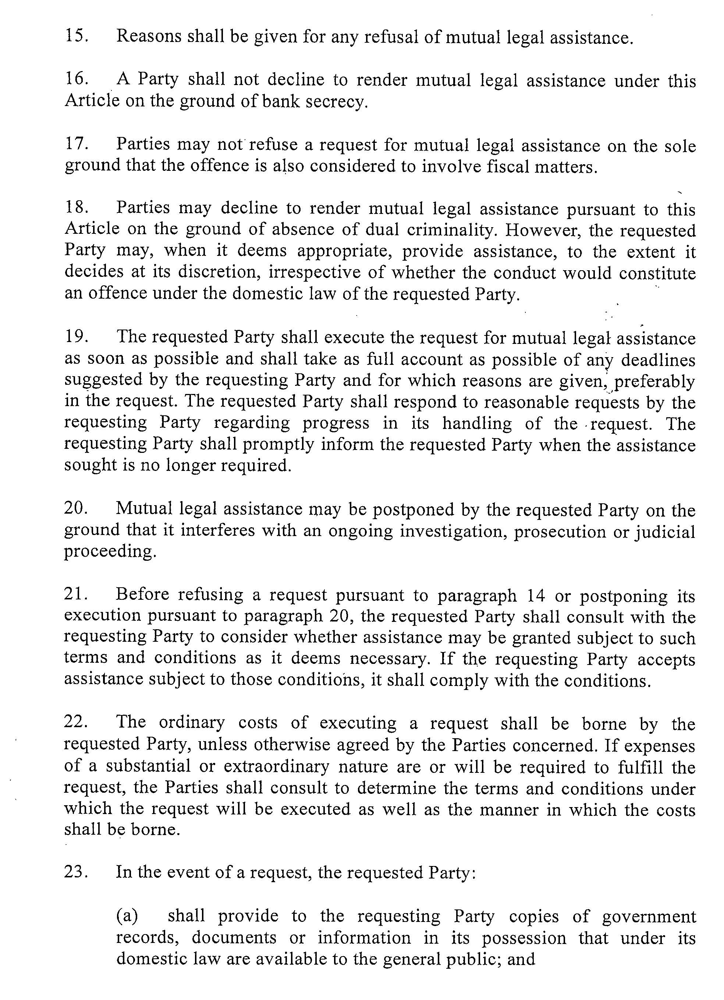 15. Reasons shall be given for any refusal of mutual legal assistance.
16. A Party shall not decline to render mutual legal assistance under this
Article on the ground of bank secrecy.
17. Parties may not refuse a request for mutual legal assistance on the sole
ground that the offence is also considered to involve fiscal matters.
18. Parties may decline to render mutual legal assistance pursuant to this
Article on the ground of absence of dual criminality. However, the requested
Party may, when it deems appropriate, provide assistance, to the extent it
decides at its discretion, irrespective of whether the conduct would constitute
an offence under the domestic law of the requested Party.
19. The requested Party shall execute the request for mutual legal assistance
as soon as possible and shall take as full account as possible of any deadlines
suggested by the requesting Party and for which reasons are given, preferably
in the request. The requested Party shall respond to reasonable requests by the
requesting Party regarding progress in its handling of the request. The
requesting Party shall promptly inform the requested Party when the assistance
sought is no longer required.
20. Mutual legal assistance may be postponed by the requested Party on the
ground that it interferes with an ongoing investigation, prosecution or judicial
proceeding.
21. Before refusing a request pursuant to paragraph 14 or postponing its
execution pursuant to paragraph 20, the requested Party shall consult with the
requesting Party to consider whether assistance may be granted subject to such
terms and conditions as it deems necessary. If the requesting Party accepts
assistance subject to those conditions, it shall comply with the conditions.
22. The ordinary costs of executing a request shall be borne by the
requested Party, unless otherwise agreed by the Parties concerned. If expenses
of a substantial or extraordinary nature are or will be required to fulfill the
request, the Parties shall consult to determine the terms and conditions under
which the request will be executed as well as the manner in which the costs
shall be borne.
23. In the event of a request, the requested Party:
(a) shall provide to the requesting Party copies of government
records, documents or information in its possession that under its
domestic law are available to the general public; and